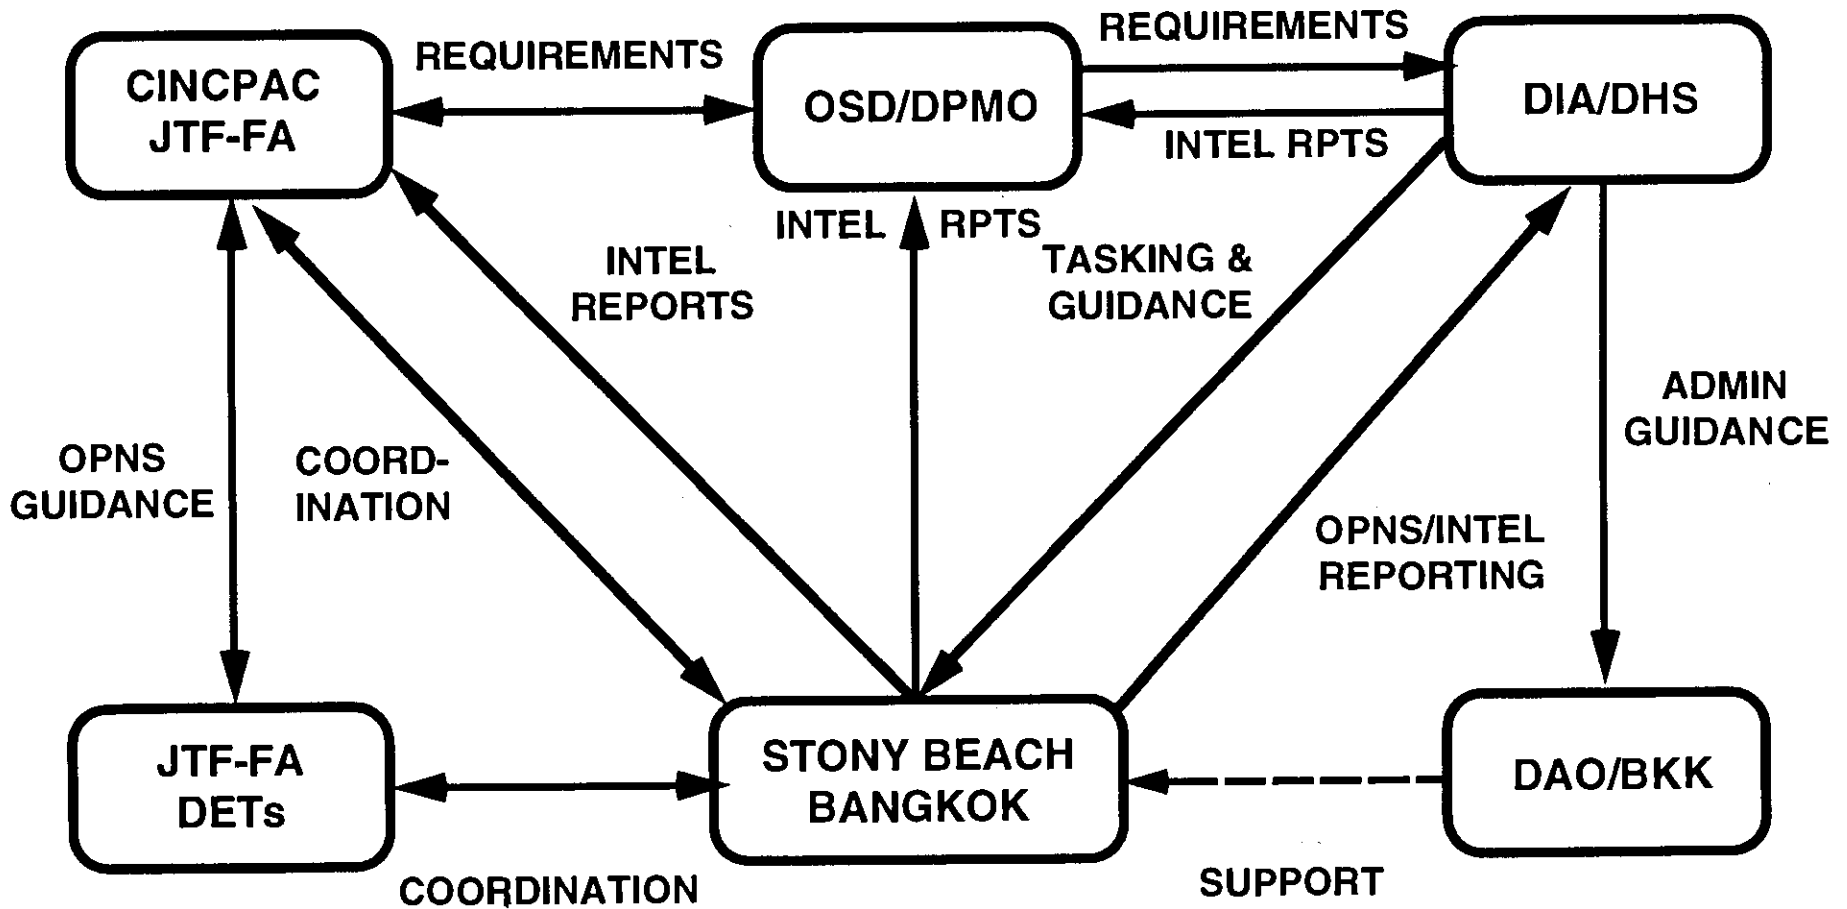 REQUIREMENTS
REQUIREMENTS
CINCPAC
JTF-FA
OSD/DPMO
DIA/DHS
INTEL RPTS
INTEL RPTS
INTEL
REPORTS
TASKING &
GUIDANCE
ADMIN
GUIDANCE
OPNS
GUIDANCE
COORD-
INATION
OPNS/INTEL
REPORTING
JTF-FA
DETs
STONY BEACH
BANGKOK
DAO/BKK
COORDINATION
SUPPORT